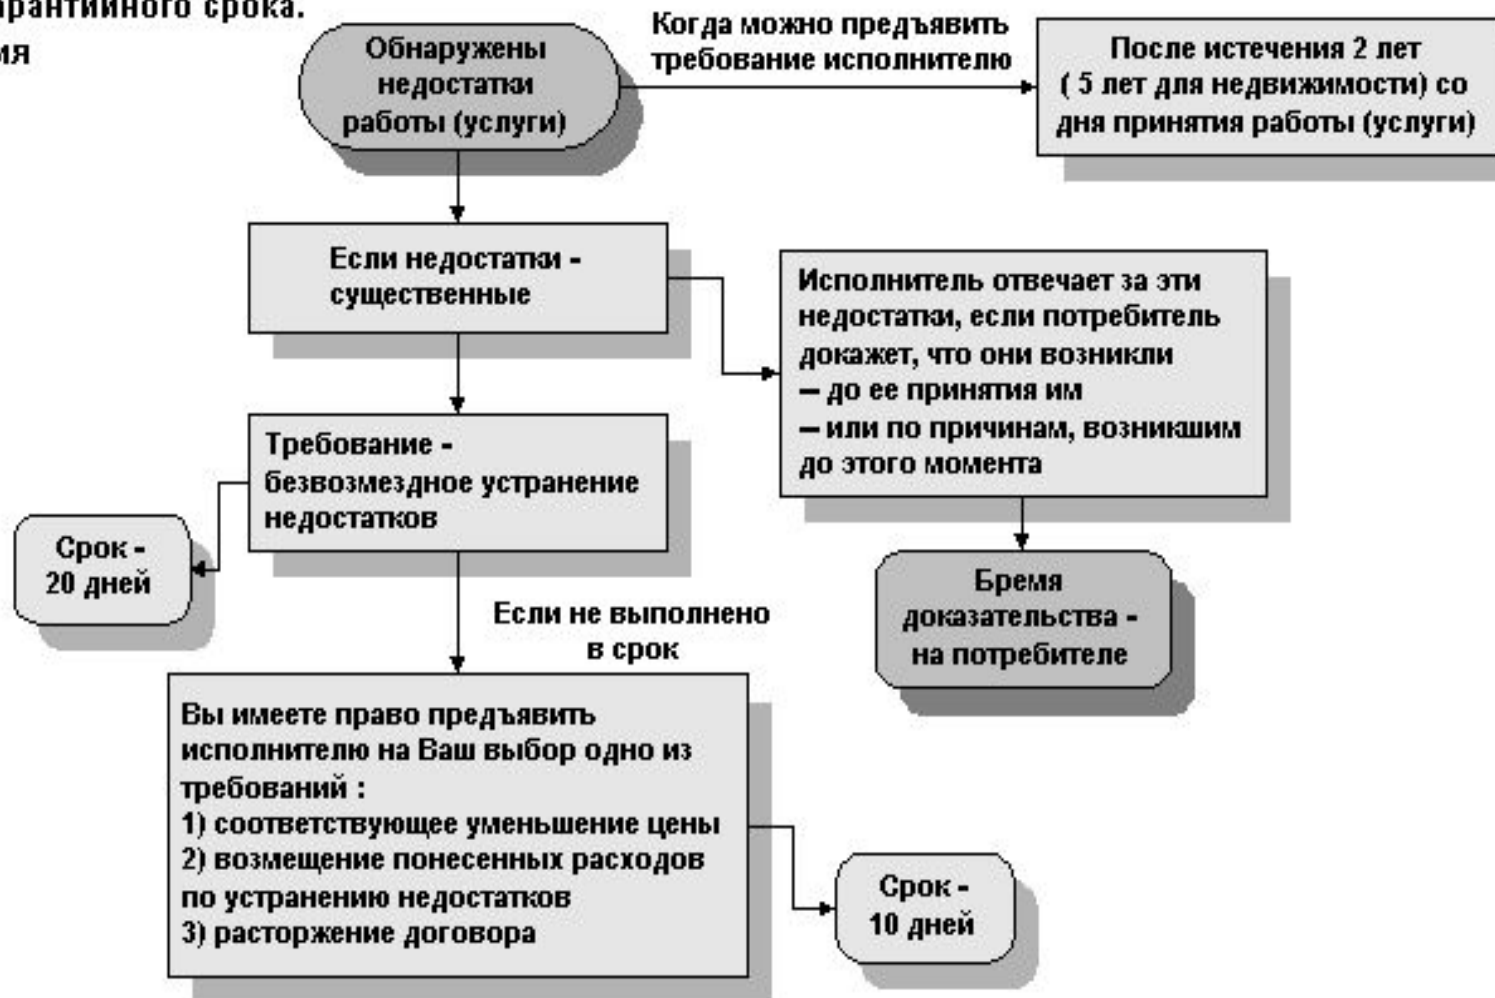 арантийного срока.
ия
Обнаружены
недостатки
работы (услуги)
Когда можно предъявить
требование исполнителю
После истечения 2 лет
( 5 лет для недвижимости) со
дня принятия работы (услуги)
Если недостатки -
существенные
Исполнитель отвечает за эти
недостатки, если потребитель
докажет, что они возникли
– до ее принятия им
– или по причинам, возникшим
до этого момента
Требование -
безвозмездное устранение
недостатков
Срок -
20 дней
Бремя
доказательства -
на потребителе
Если не выполнено
в срок
Вы имеете право предъявить
исполнителю на Ваш выбор одно из
требований :
1) соответствующее уменьшение цены
2) возмещение понесенных расходов
по устранению недостатков
3) расторжение договора
Срок -
10 дней